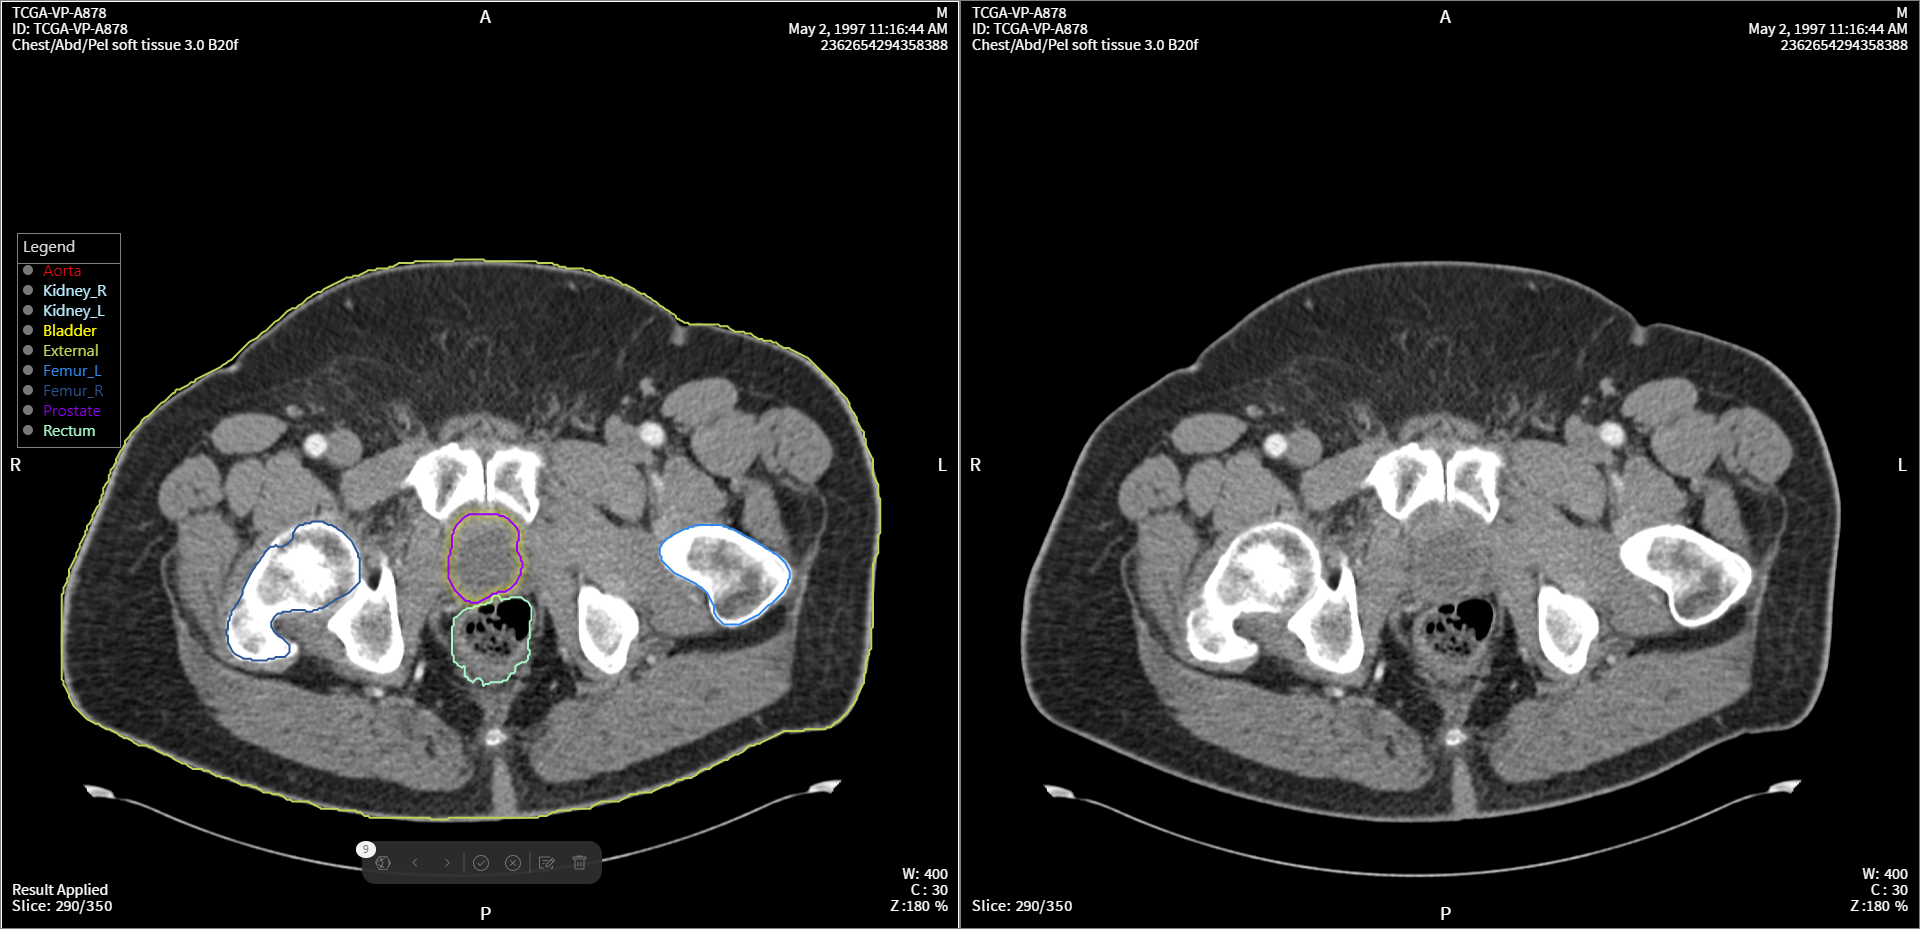 TCGA-VP-A878
ID: TCGA-VP-A878
Chest/Abd/Pel soft tissue 3.0 B20f
A
M
May 2, 1997 11:16:44 AM
2362654294358388
Legend
Aorta
Kidney_R
Kidney_L
Bladder
External
Femur_L
Femur_R
Prostate
Rectum
R
L
9
Result Applied
Slice: 290/350
P
W: 400
C: 30
Z:180 %
TCGA-VP-A878
ID: TCGA-VP-A878
Chest/Abd/Pel soft tissue 3.0 B20f
A
M
May 2, 1997 11:16:44 AM
2362654294358388
R
L
Slice: 290/350
P
W: 400
C: 30
Z:180 %